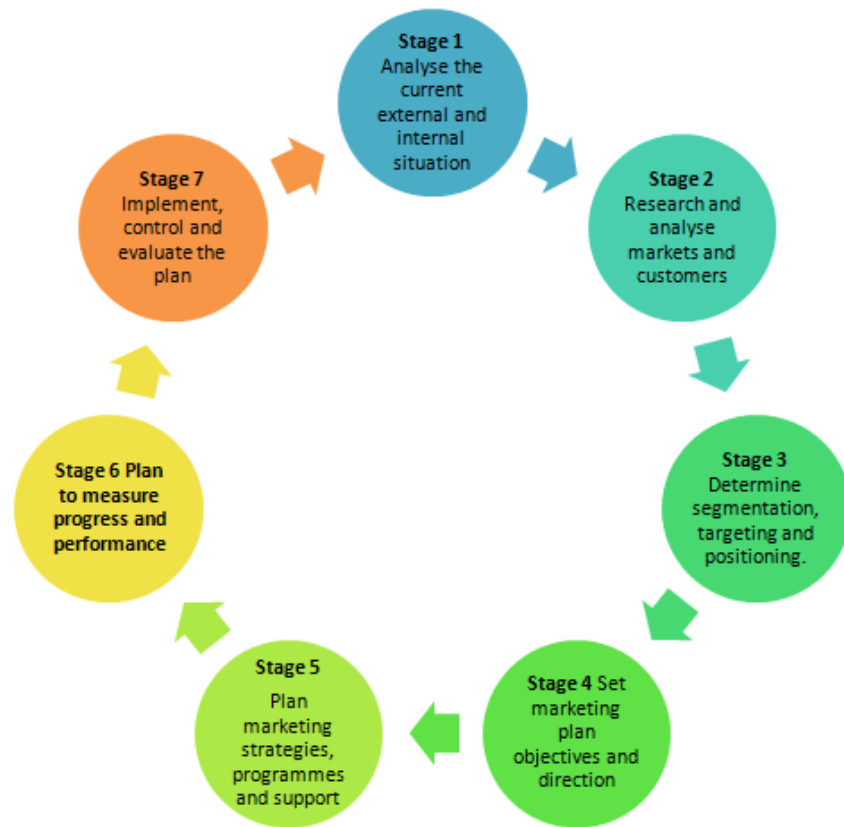 Stage 1
Analyse the
current
external and
internal
situation
Stage 2
Research and
analyse
markets and
customers
Stage 3
Determine
segmentation,
targeting and
positioning.
Stage 4 Set
marketing
plan
objectives and
direction
Stage 5
Plan
marketing
strategies,
programmes
and support
Stage 6 Plan
to measure
progress and
performance
Stage 7
Implement,
control and
evaluate the
plan